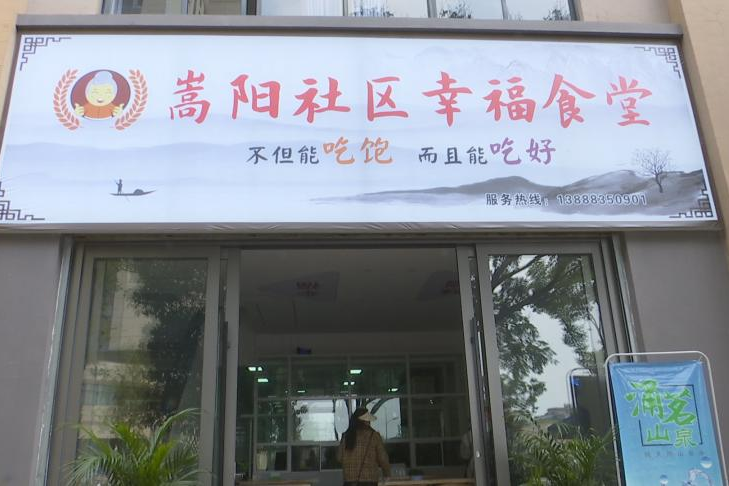 嵩阳社区幸福食堂
不但能吃饱 而且能吃好
服务热线：13888350901
涌茗
山泉